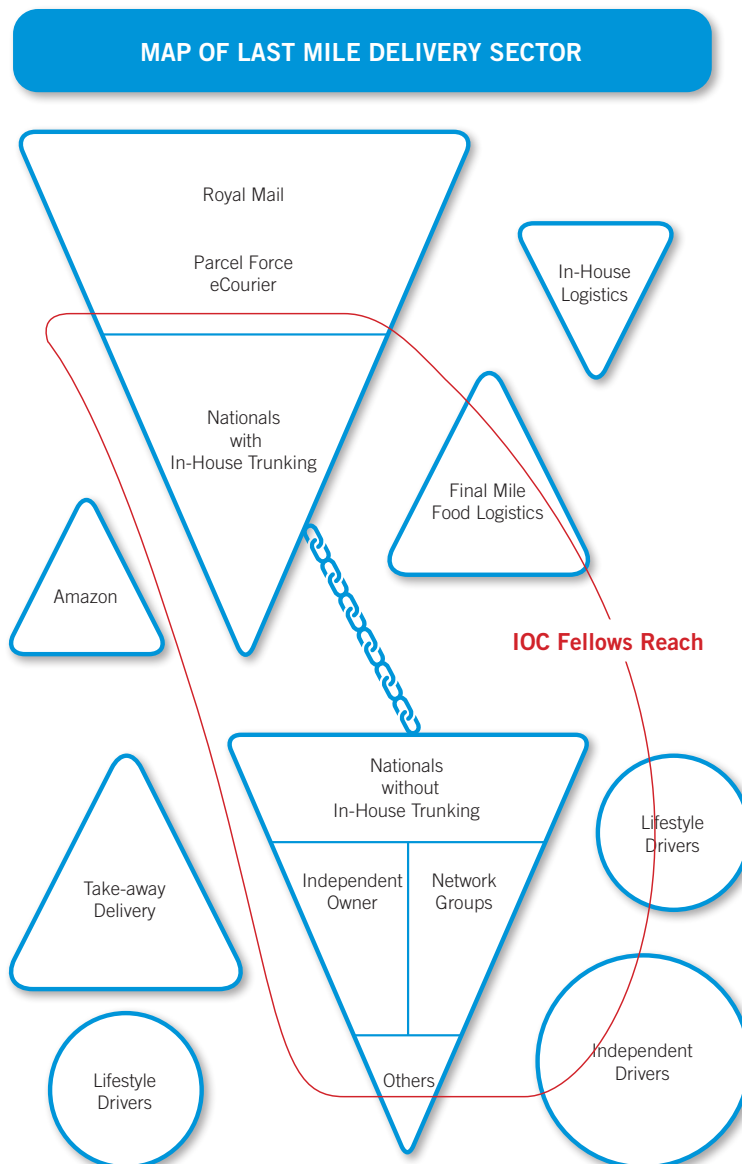 MAP OF LAST MILE DELIVERY SECTOR
Royal Mail
Parcel Force
eCourier
In-House
Logistics
Nationals
with
In-House Trunking
Final Mile
Food Logistics
Amazon
IOC Fellows Reach
Nationals
without
In-House Trunking
Lifestyle
Drivers
Independent
Owner
Network
Groups
Take-away
Delivery
Independent
Drivers
Others
Lifestyle
Drivers